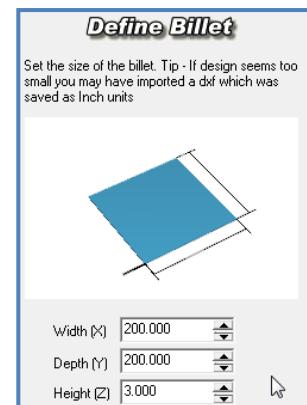 Define Billet
Set the size of the billet. Tip - If design seems too
small you may have imported a dxf which was
saved as Inch units
Width (X) 200.000
Depth (Y) 200.000
Height (Z) 3.000